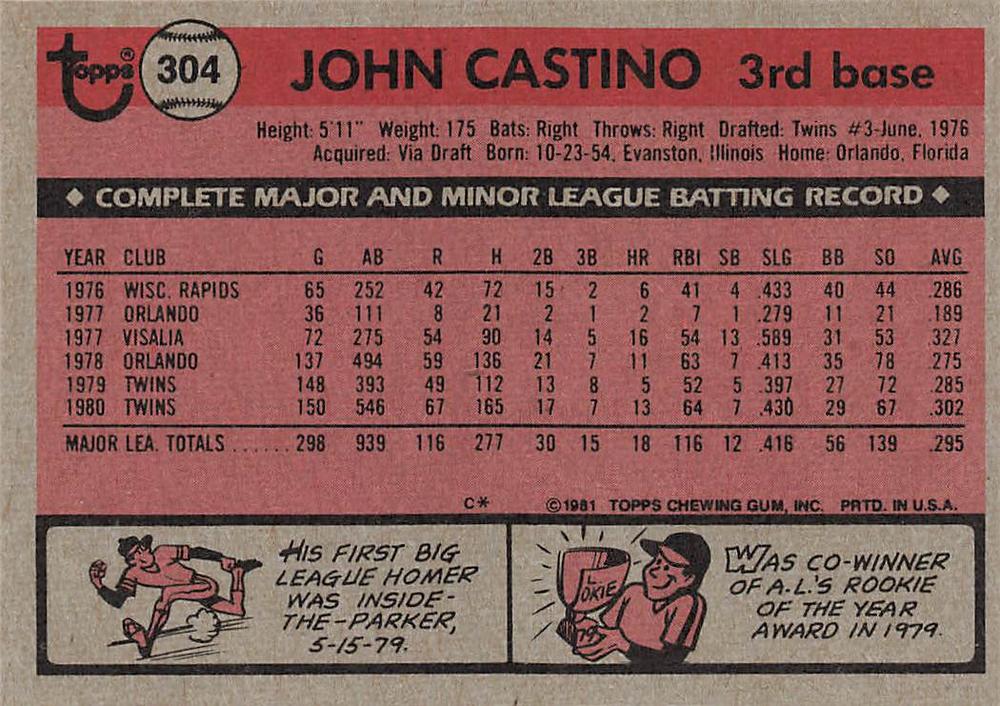 Topps® 304 JOHN CASTINO 3rd base
Height: 5'11" Weight: 175 Bats: Right Throws: Right Drafted: Twins #3-June, 1976
Acquired: Via Draft Born: 10-23-54, Evanston, Illinois Home: Orlando, Florida
◆ COMPLETE MAJOR AND MINOR LEAGUE BATTING RECORD ◆
YEAR CLUB G AB R H 2B 3B HR RBI SB SLG BB SO AVG
1976 WISC. RAPIDS 65 252 42 72 15 2 6 41 4 .433 40 44 .286
1977 ORLANDO 36 111 8 21 2 1 2 7 1 .279 11 21 .189
1977 VISALIA 72 275 54 90 14 5 16 54 13 .589 31 53 .327
1978 ORLANDO 137 494 59 136 21 7 11 63 7 .413 35 78 .275
1979 TWINS 148 393 49 112 13 8 5 52 5 .397 27 72 .285
1980 TWINS 150 546 67 165 17 7 13 64 7 .430 29 67 .302
MAJOR LEA. TOTALS ...... 298 939 116 277 30 15 18 116 12 .416 56 139 .295
C* ©1981 TOPPS CHEWING GUM, INC. PRTD. IN U.S.A.
HIS FIRST BIG
LEAGUE HOMER
WAS INSIDE-
THE-PARKER,
5-15-79.
WAS CO-WINNER
OF A.L.'S ROOKIE
OF THE YEAR
AWARD IN 1979.